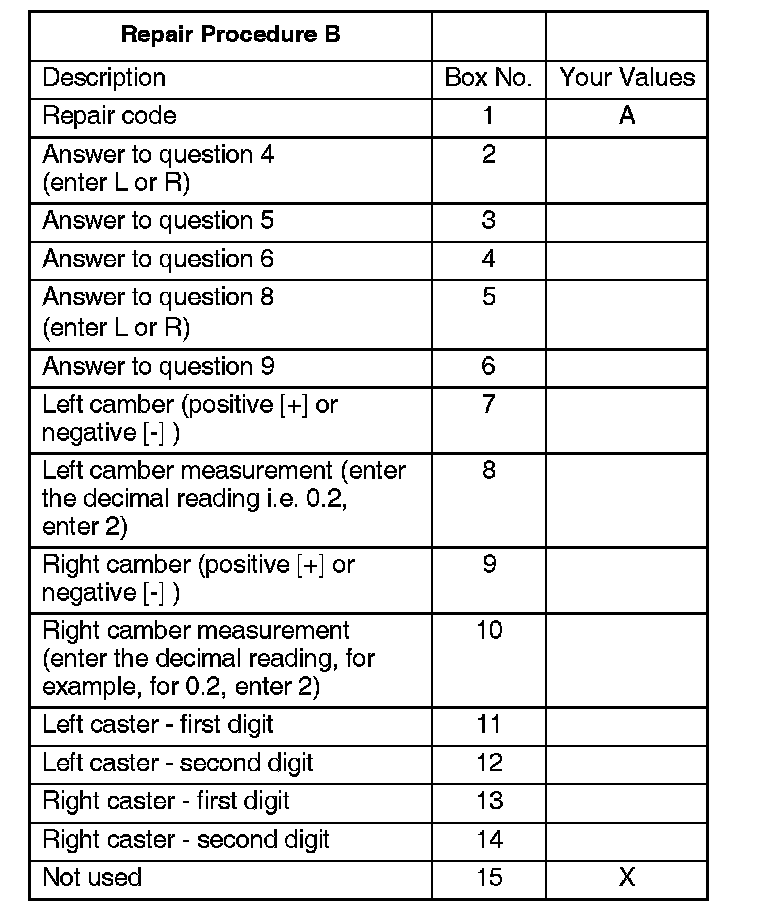 Repair Procedure B
Description Box No. Your Values
Repair code 1 A
Answer to question 4 2
(enter L or R)
Answer to question 5 3
Answer to question 6 4
Answer to question 8 5
(enter L or R)
Answer to question 9 6
Left camber (positive [+] or 7
negative [-] )
Left camber measurement (enter 8
the decimal reading i.e. 0.2,
enter 2)
Right camber (positive [+] or 9
negative [-] )
Right camber measurement 10
(enter the decimal reading, for
example, for 0.2, enter 2)
Left caster - first digit 11
Left caster - second digit 12
Right caster - first digit 13
Right caster - second digit 14
Not used 15 X